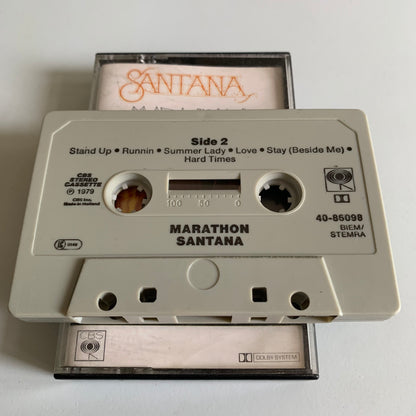 SANTANA
Side 2
Stand Up • Runnin • Summer Lady • Love • Stay (Beside Me) •
Hard Times
CBS
STEREO
CASSETTE
℗ 1979
CBS Inc.
Made in Holland
100 50 0
40-85098
BIEM/
STEMRA
MARATHON
SANTANA
CBS
DOLBY SYSTEM